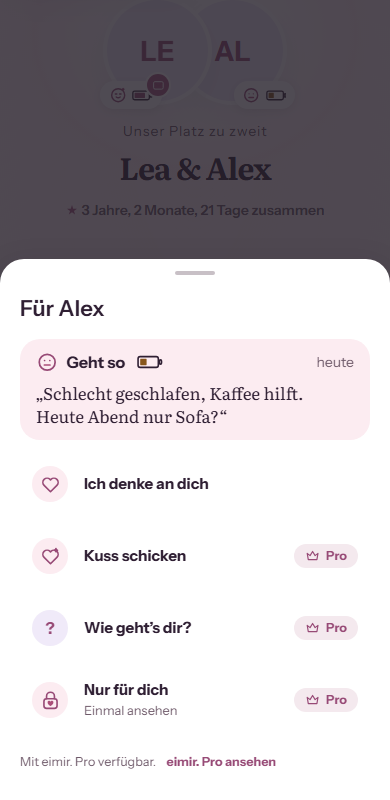 LE AL
Unser Platz zu zweit
Lea & Alex
★ 3 Jahre, 2 Monate, 21 Tage zusammen
Für Alex
Geht so heute
„Schlecht geschlafen, Kaffee hilft.
Heute Abend nur Sofa?“
Ich denke an dich
Kuss schicken Pro
? Wie geht’s dir? Pro
Nur für dich Pro
Einmal ansehen
Mit eimir. Pro verfügbar. eimir. Pro ansehen